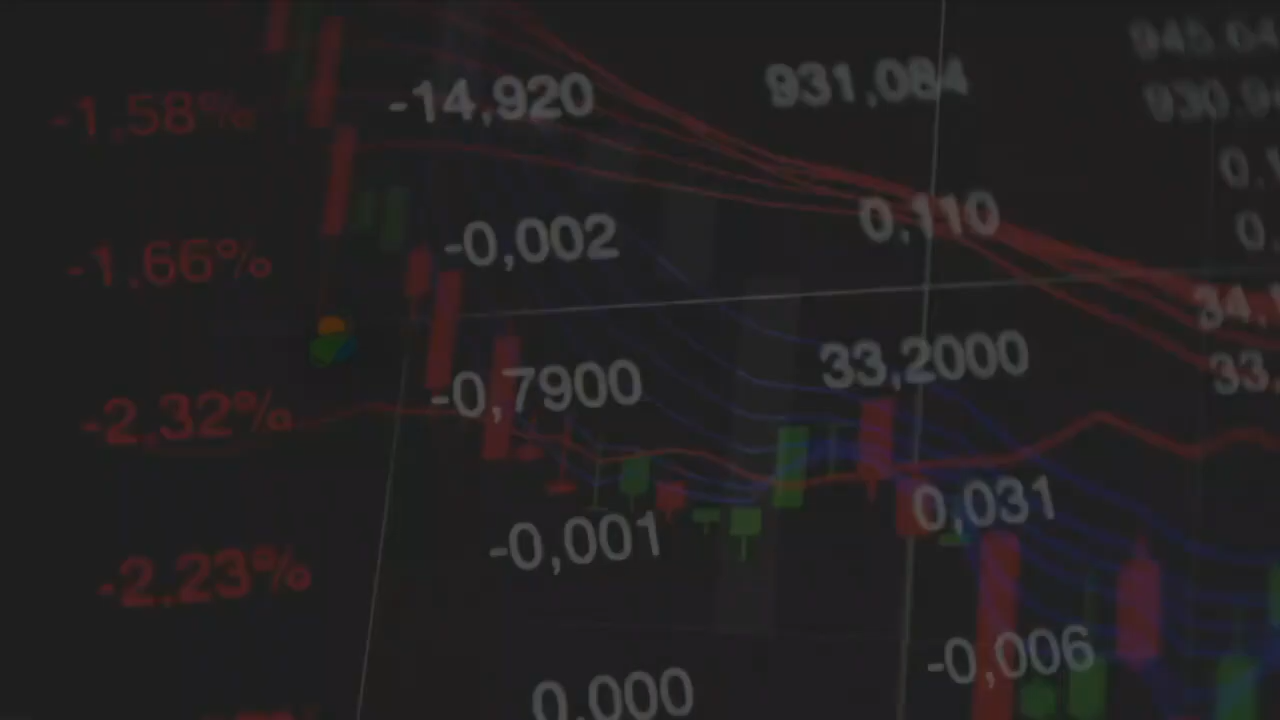 -1,58% -14,920 931,084
-1,66% -0,002 0,110
-2,32% -0,7900 33,2000
-2,23% -0,001 0,031
0,000 -0,006